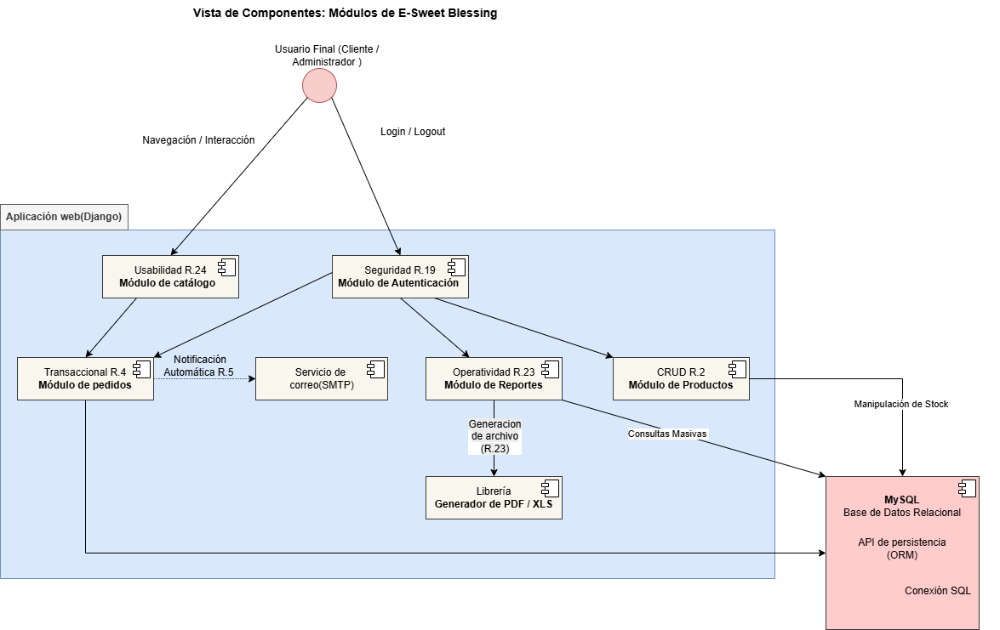 Vista de Componentes: Módulos de E-Sweet Blessing
Usuario Final (Cliente /
Administrador )
Navegación / Interacción
Login / Logout
Aplicación web(Django)
Usabilidad R.24
Módulo de catálogo
Seguridad R.19
Módulo de Autenticación
Transaccional R.4
Módulo de pedidos
Notificación
Automática R.5
Servicio de
correo(SMTP)
Operatividad R.23
Módulo de Reportes
CRUD R.2
Módulo de Productos
Manipulación de Stock
Generacion
de archivo
(R.23)
Consultas Masivas
Librería
Generador de PDF / XLS
MySQL
Base de Datos Relacional
API de persistencia
(ORM)
Conexión SQL